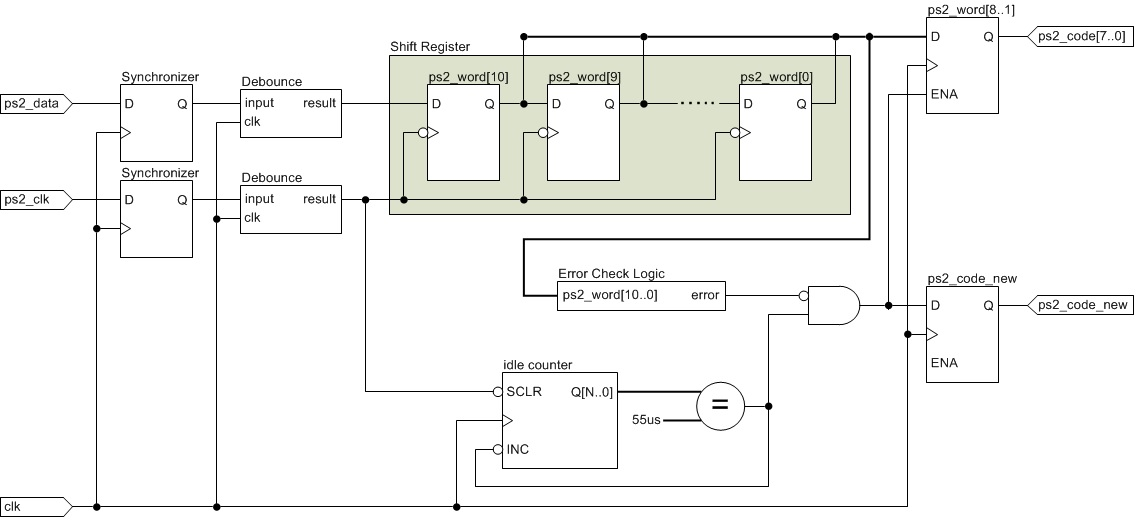 ps2_word[8..1]
D Q
ps2_code[7..0]
ENA
Shift Register
ps2_word[10]
D Q
ps2_word[9]
D Q
ps2_word[0]
D Q
Synchronizer
ps2_data
D Q
Debounce
input result
clk
Synchronizer
ps2_clk
D Q
Debounce
input result
clk
Error Check Logic
ps2_word[10..0] error
ps2_code_new
D Q
ps2_code_new
ENA
idle counter
SCLR Q[N..0]
=
55us
INC
clk